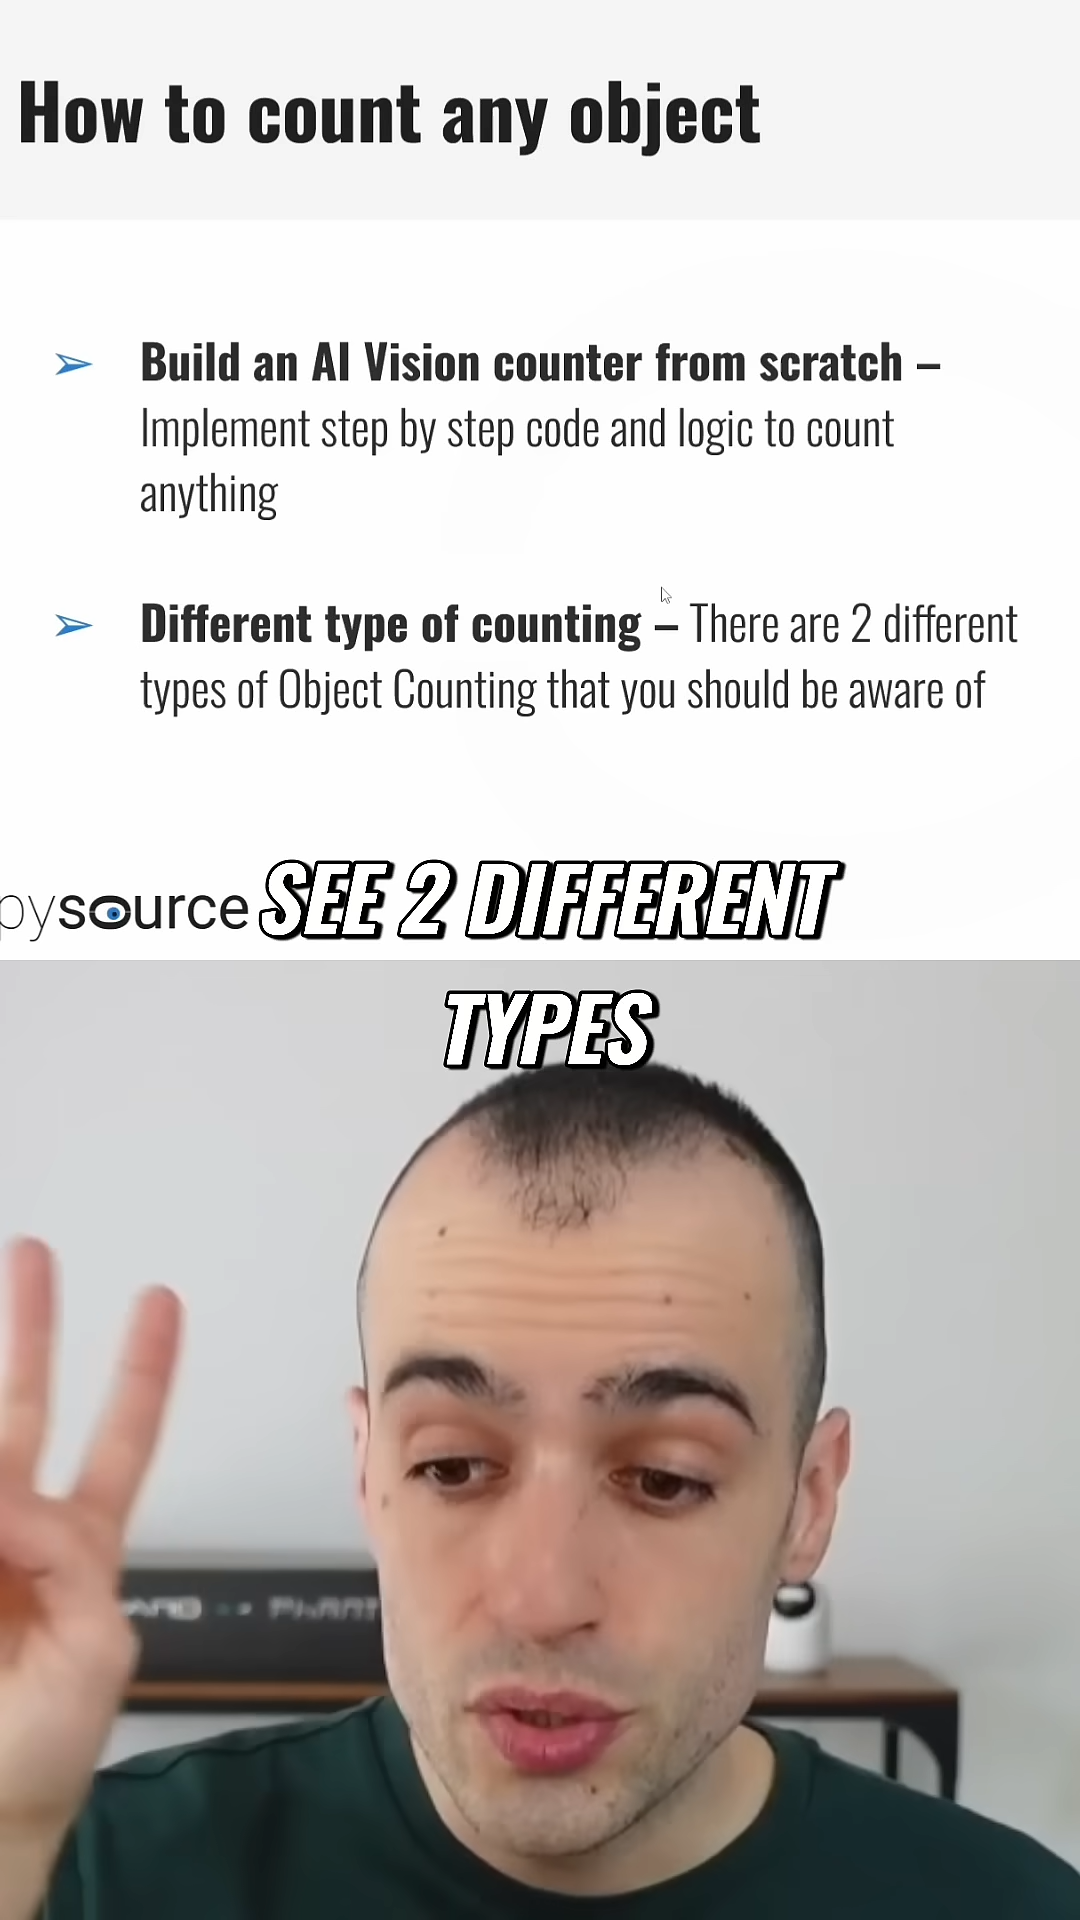 How to count any object
➢ Build an AI Vision counter from scratch –
Implement step by step code and logic to count
anything
➢ Different type of counting – There are 2 different
types of Object Counting that you should be aware of
pysource
SEE 2 DIFFERENT
TYPES